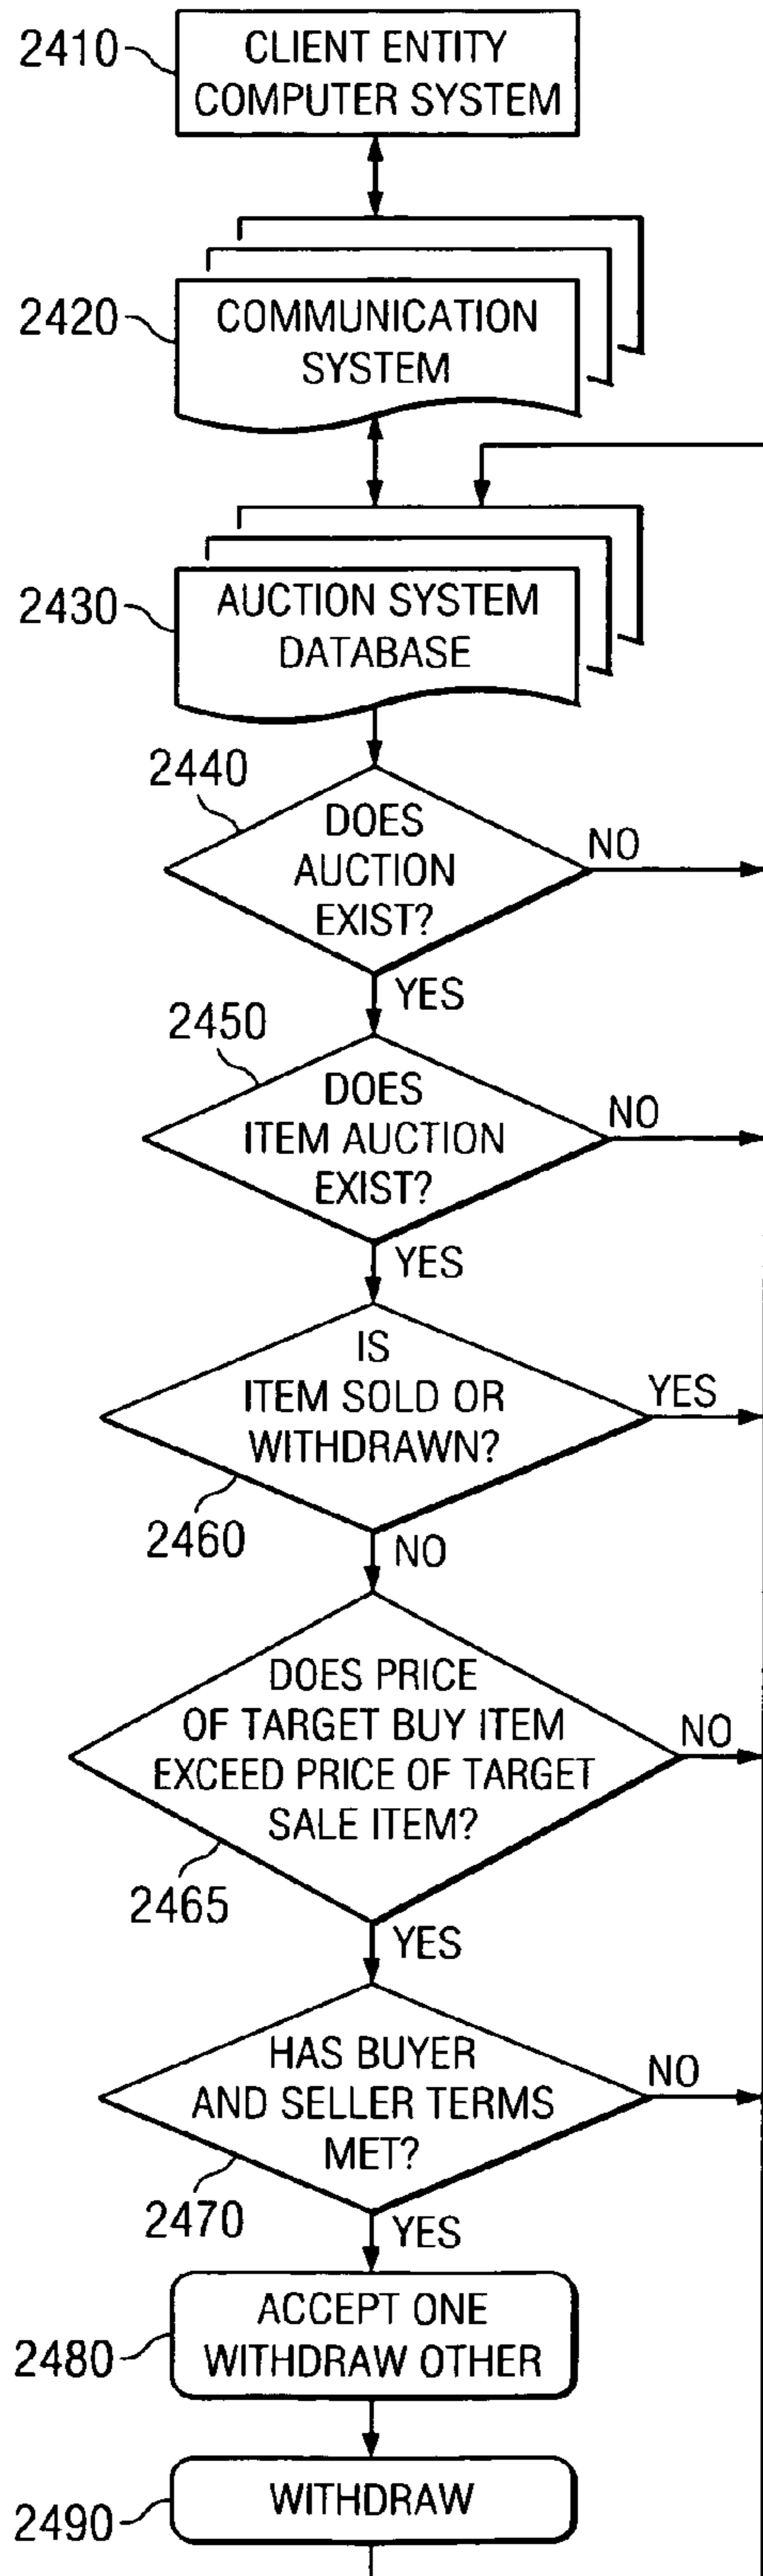 2410
CLIENT ENTITY
COMPUTER SYSTEM
2420
COMMUNICATION
SYSTEM
2430
AUCTION SYSTEM
DATABASE
2440
DOES
AUCTION
EXIST?
NO
YES
2450
DOES
ITEM AUCTION
EXIST?
NO
YES
IS
ITEM SOLD OR
WITHDRAWN?
YES
2460
NO
DOES PRICE
OF TARGET BUY ITEM
EXCEED PRICE OF TARGET
SALE ITEM?
NO
2465
YES
HAS BUYER
AND SELLER TERMS
MET?
NO
2470
YES
2480
ACCEPT ONE
WITHDRAW OTHER
2490
WITHDRAW